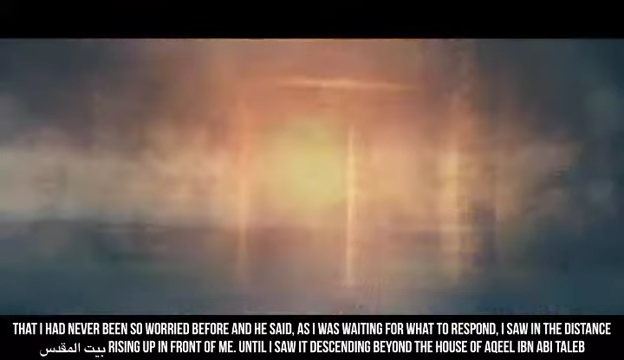 THAT I HAD NEVER BEEN SO WORRIED BEFORE AND HE SAID, AS I WAS WAITING FOR WHAT TO RESPOND, I SAW IN THE DISTANCE
بيت المقدس RISING UP IN FRONT OF ME. UNTIL I SAW IT DESCENDING BEYOND THE HOUSE OF AQEEL IBN ABI TALEB